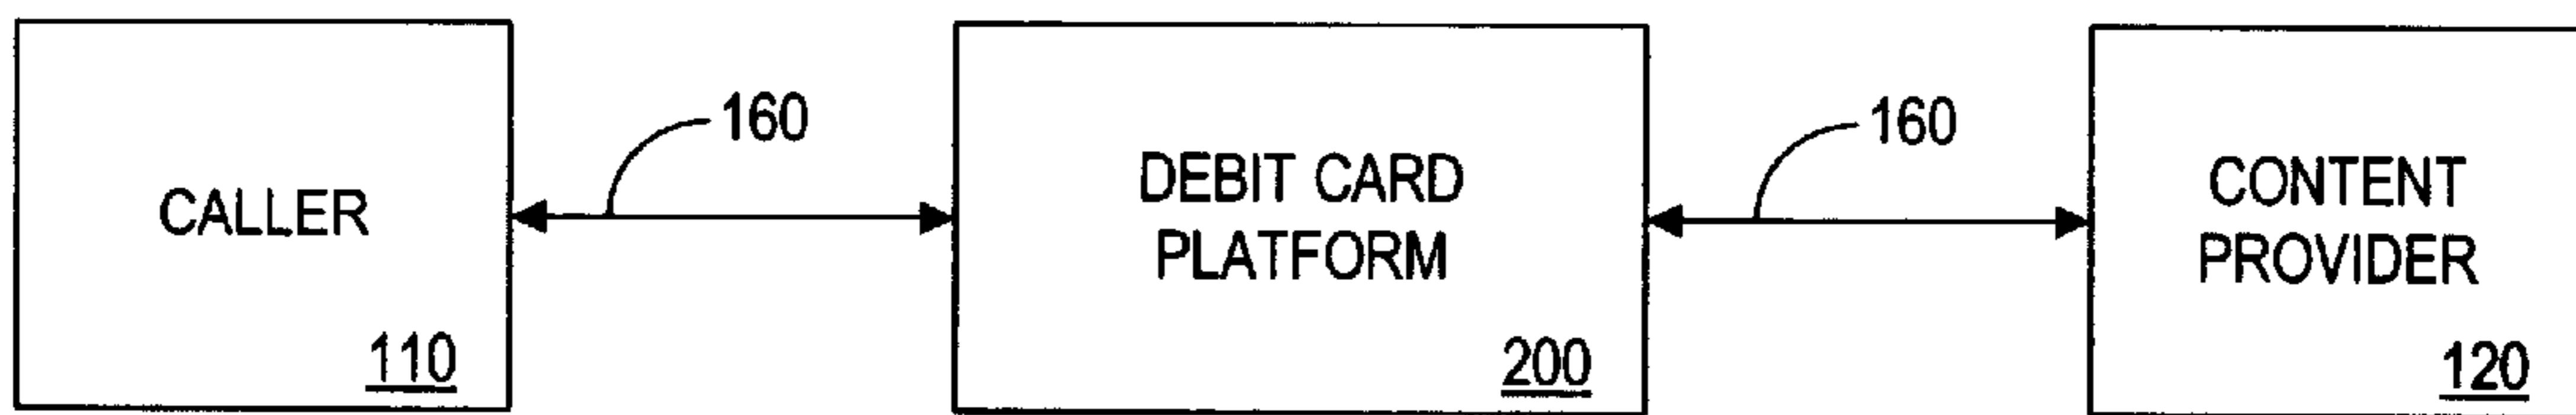 CALLER
110
160
DEBIT CARD
PLATFORM
200
160
CONTENT
PROVIDER
120